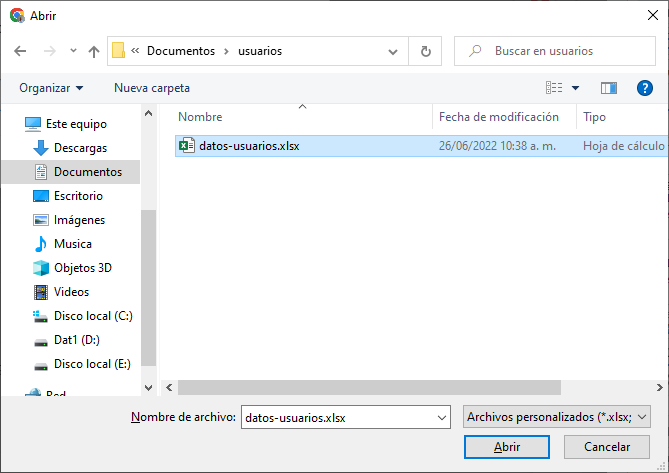 Abrir
« Documentos > usuarios
Buscar en usuarios
Organizar
Nueva carpeta
?
Nombre
Fecha de modificación
Tipo
Este equipo
Descargas
Documentos
Escritorio
Imágenes
Musica
Objetos 3D
Videos
Disco local (C:)
Dat1 (D:)
Disco local (E:)
Red
datos-usuarios.xlsx
26/06/2022 10:38 a. m.
Hoja de cálculo
Nombre de archivo:
datos-usuarios.xlsx
Archivos personalizados (*.xlsx;
Abrir
Cancelar